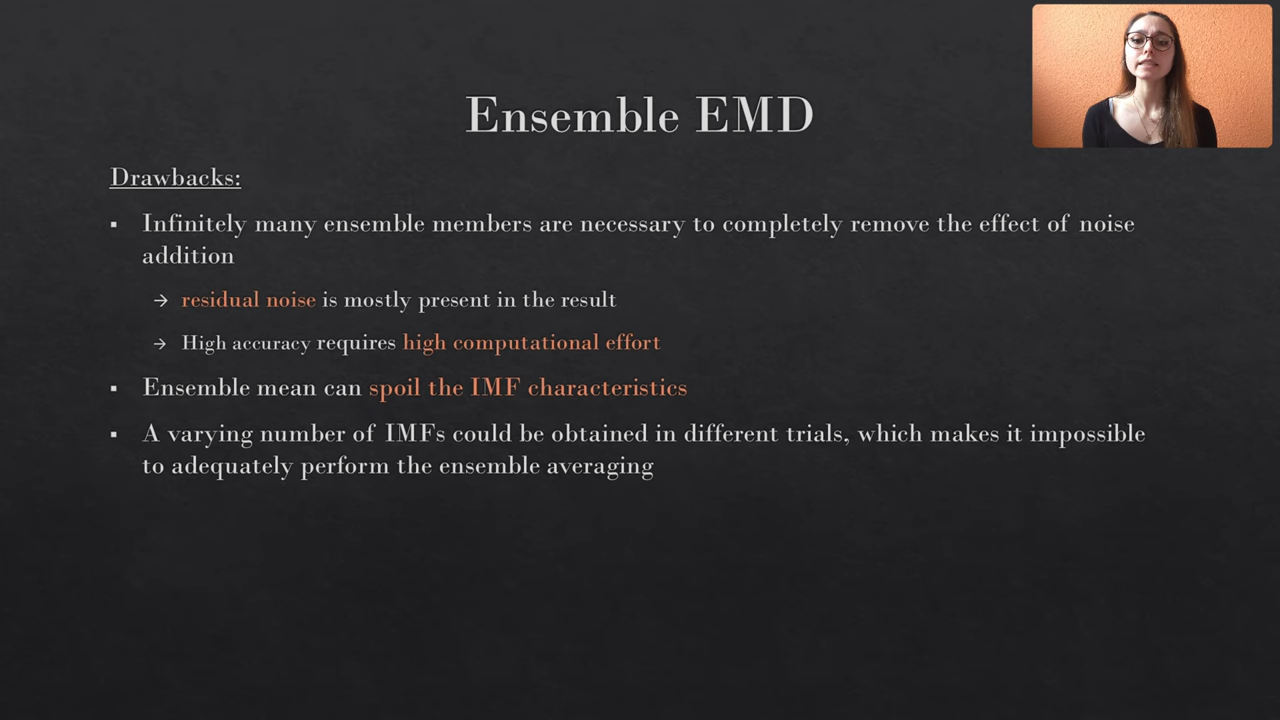 Ensemble EMD
Drawbacks:
▪ Infinitely many ensemble members are necessary to completely remove the effect of noise
addition
→ residual noise is mostly present in the result
→ High accuracy requires high computational effort
▪ Ensemble mean can spoil the IMF characteristics
▪ A varying number of IMFs could be obtained in different trials, which makes it impossible
to adequately perform the ensemble averaging